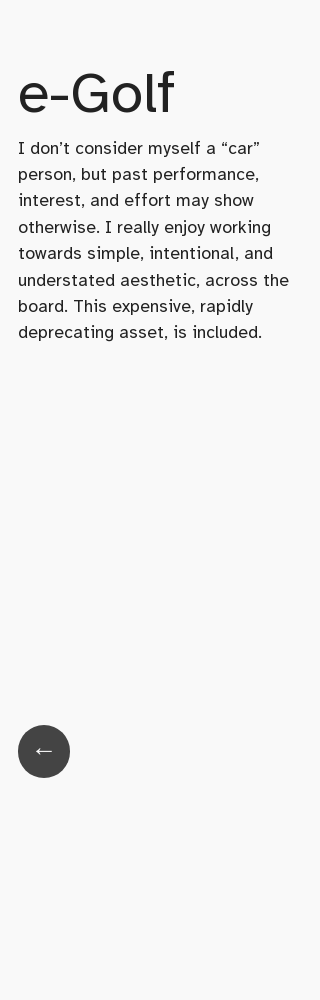 e-Golf
I don’t consider myself a “car”
person, but past performance,
interest, and effort may show
otherwise. I really enjoy working
towards simple, intentional, and
understated aesthetic, across the
board. This expensive, rapidly
deprecating asset, is included.
←